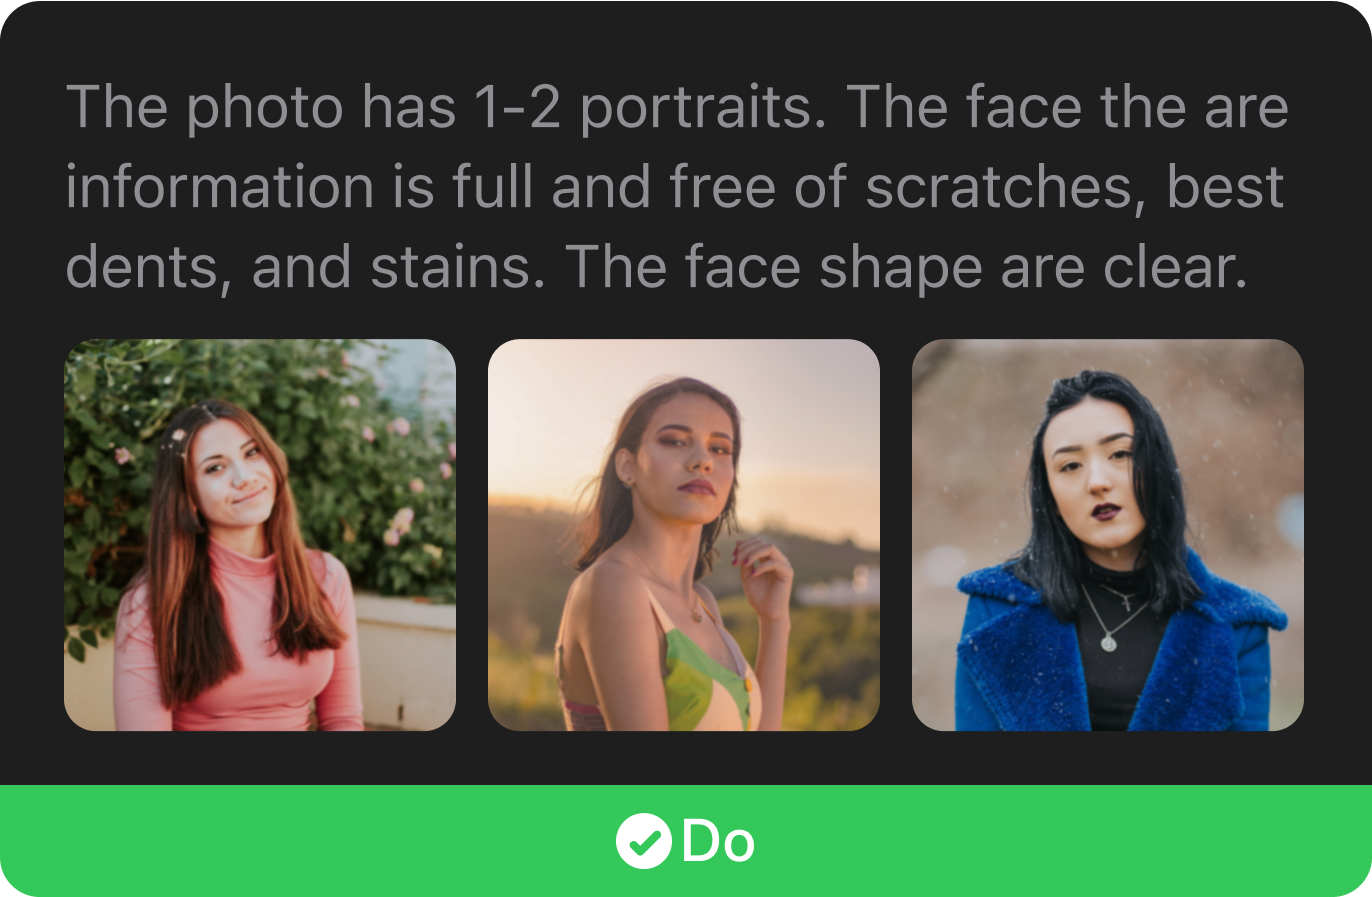 The photo has 1-2 portraits. The face the are
information is full and free of scratches, best
dents, and stains. The face shape are clear.
Do